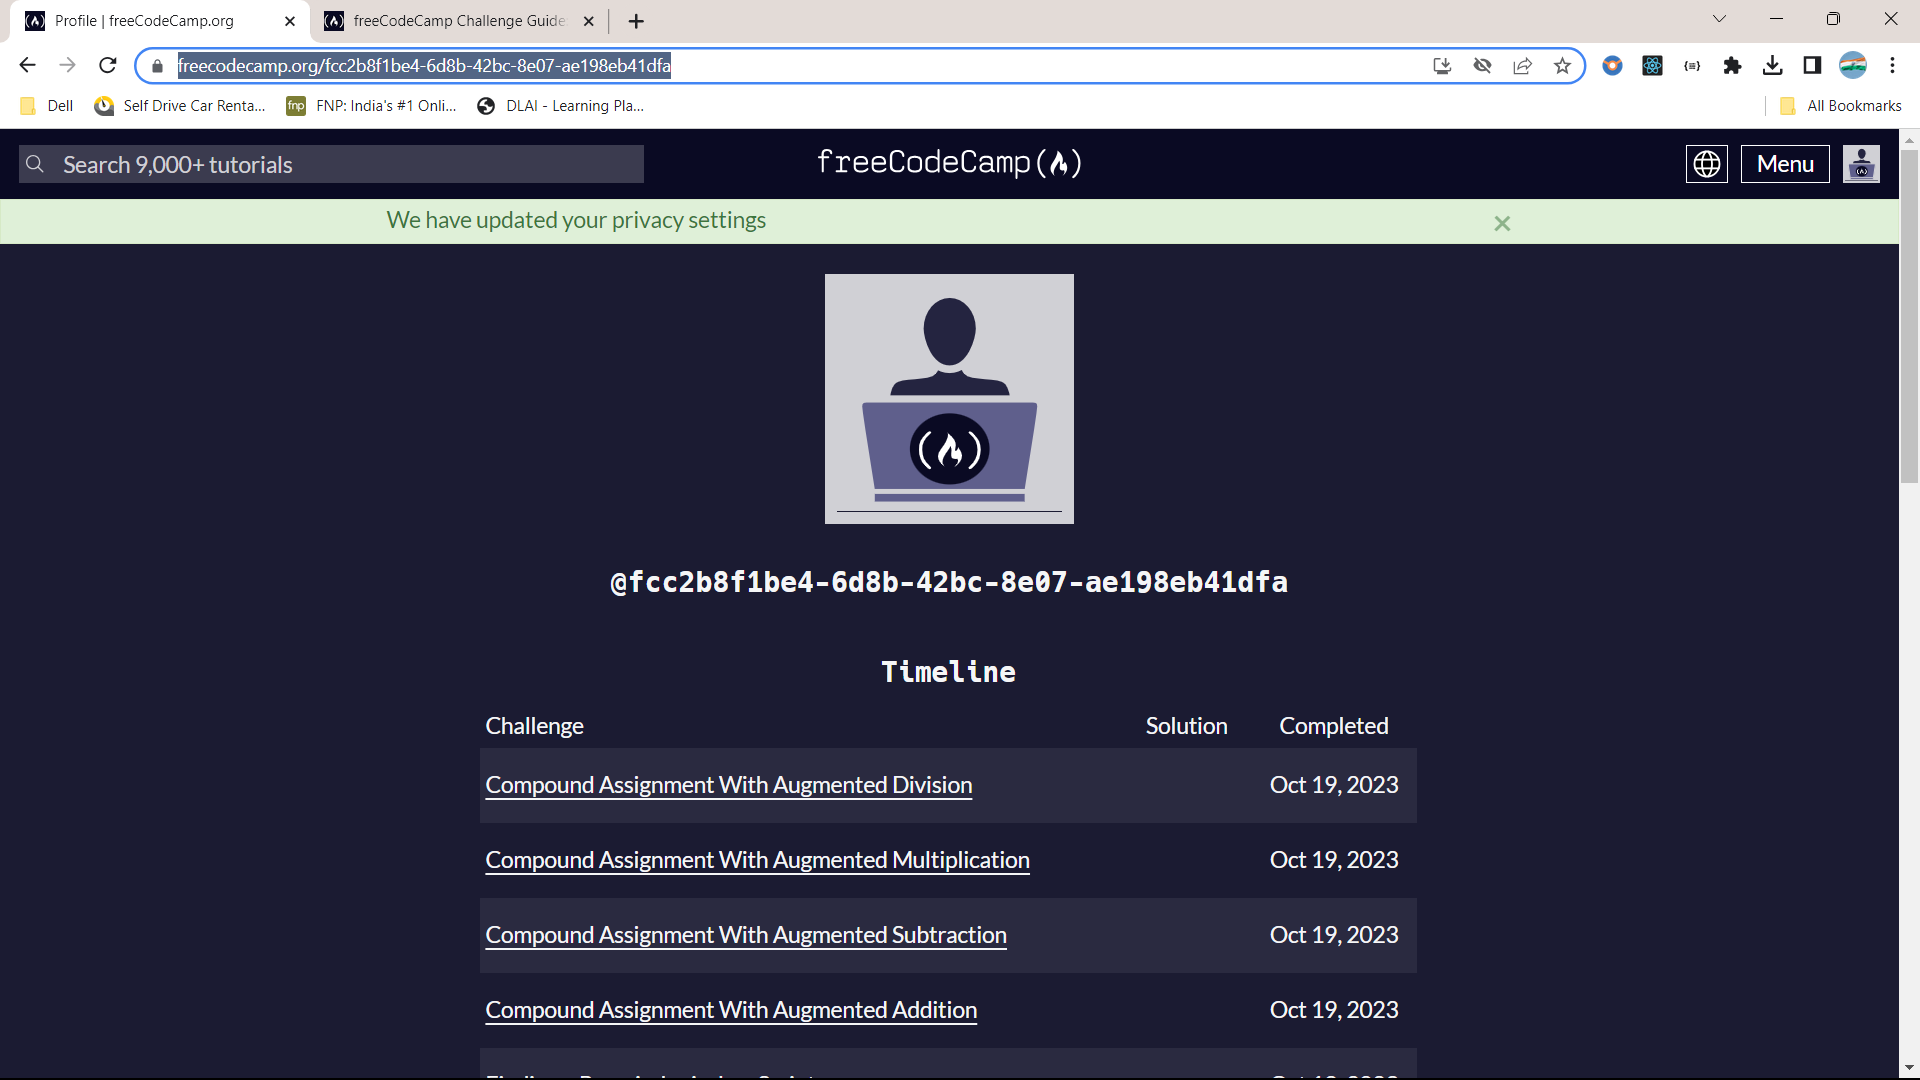 Profile | freeCodeCamp.org
freeCodeCamp Challenge Guide
freecodecamp.org/fcc2b8f1be4-6d8b-42bc-8e07-ae198eb41dfa
Dell
Self Drive Car Renta...
fnp
FNP: India's #1 Onli...
DLAI - Learning Pla...
All Bookmarks
Search 9,000+ tutorials
freeCodeCamp
Menu
We have updated your privacy settings
@fcc2b8f1be4-6d8b-42bc-8e07-ae198eb41dfa
Timeline
Challenge Solution Completed
Compound Assignment With Augmented Division Oct 19, 2023
Compound Assignment With Augmented Multiplication Oct 19, 2023
Compound Assignment With Augmented Subtraction Oct 19, 2023
Compound Assignment With Augmented Addition Oct 19, 2023